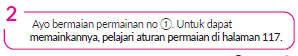 2
Ayo bermaian permainan no ①. Untuk dapat
memainkannya, pelajari aturan permaian di halaman 117.